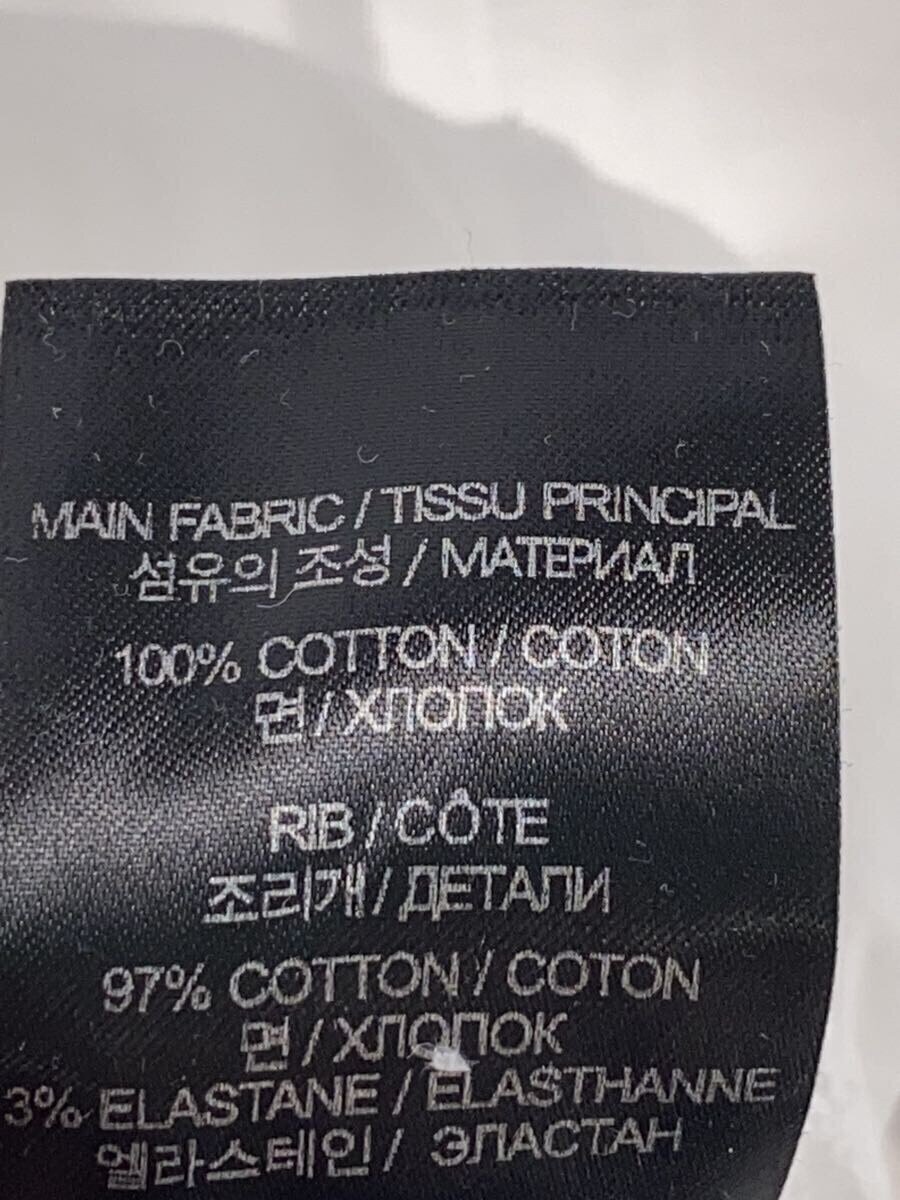 MAIN FABRIC / TISSU PRINCIPAL
섬유의 조성 / МАТЕРИАЛ
100% COTTON / COTON
면 / ХЛОПОК
RIB / CÔTE
조리개 / ДЕТАЛИ
97% COTTON / COTON
면 / ХЛОПОК
3% ELASTANE / ELASTHANNE
엘라스테인 / ЭЛАСТАН